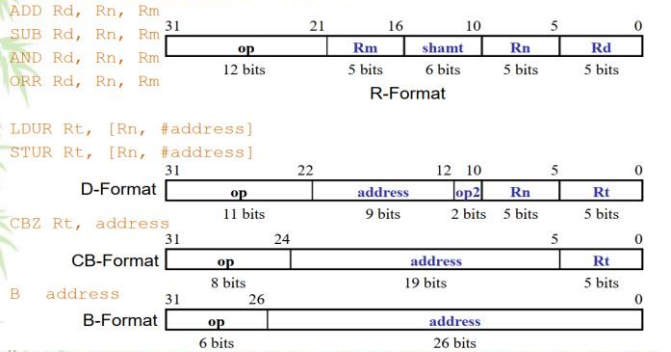 ADD Rd, Rn, Rm
SUB Rd, Rn, Rm
AND Rd, Rn, Rm
ORR Rd, Rn, Rm
31 21 16 10 5 0
op Rm shamt Rn Rd
12 bits 5 bits 6 bits 5 bits 5 bits
R-Format
LDUR Rt, [Rn, #address]
STUR Rt, [Rn, #address]
31 22 12 10 5 0
D-Format op address op2 Rn Rt
11 bits 9 bits 2 bits 5 bits 5 bits
CBZ Rt, address
31 24 5 0
CB-Format op address Rt
8 bits 19 bits 5 bits
B address
31 26 0
B-Format op address
6 bits 26 bits